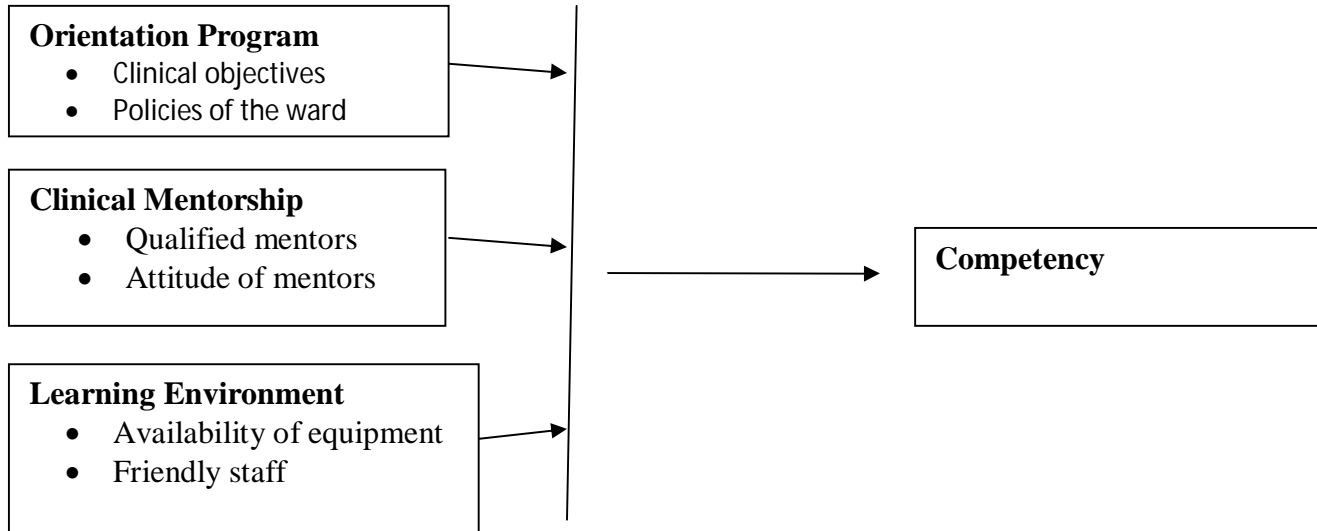 Orientation Program
• Clinical objectives
• Policies of the ward
Clinical Mentorship
• Qualified mentors
• Attitude of mentors
Learning Environment
• Availability of equipment
• Friendly staff
Competency